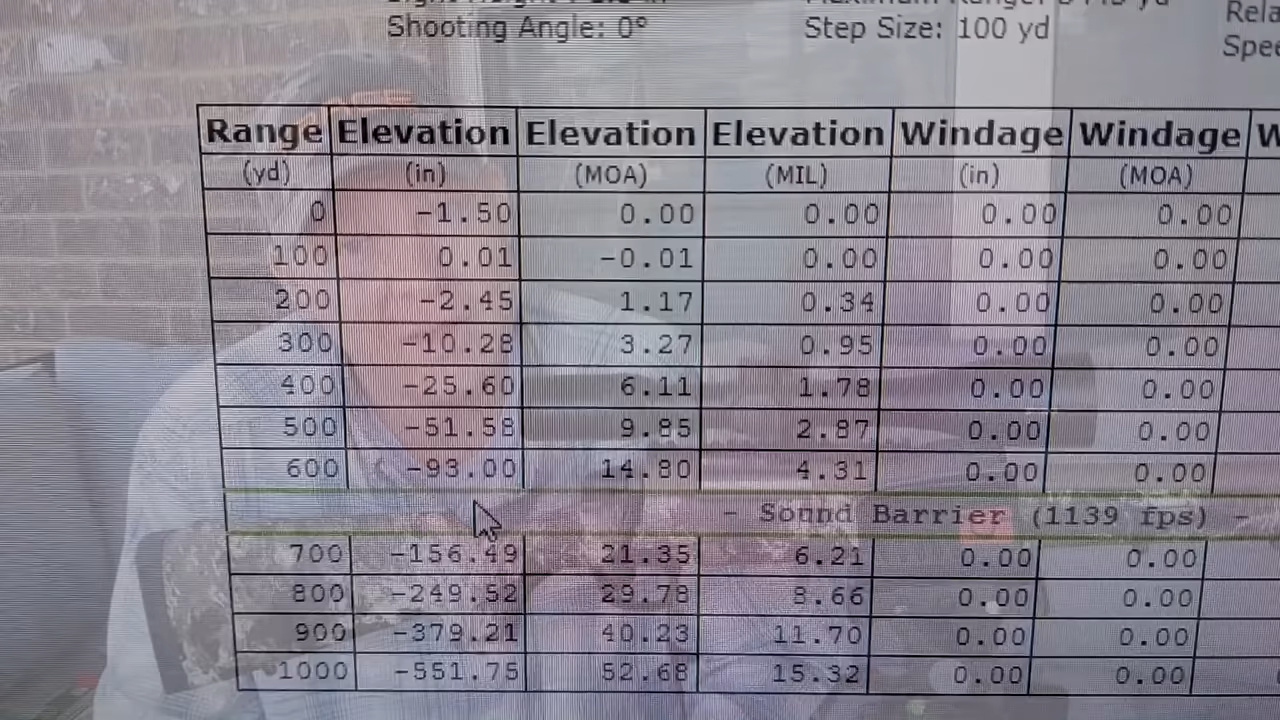 Shooting Angle: 0°
Step Size: 100 yd
Rela
Spee
Range Elevation Elevation Elevation Windage Windage W
(yd) (in) (MOA) (MIL) (in) (MOA)
0 -1.50 0.00 0.00 0.00 0.00
100 0.01 -0.01 0.00 0.00 0.00
200 -2.45 1.17 0.34 0.00 0.00
300 -10.28 3.27 0.95 0.00 0.00
400 -25.60 6.11 1.78 0.00 0.00
500 -51.58 9.85 2.87 0.00 0.00
600 -93.00 14.80 4.31 0.00 0.00
- Sound Barrier (1139 fps) -
700 -156.49 21.35 6.21 0.00 0.00
800 -249.52 29.78 8.66 0.00 0.00
900 -379.21 40.23 11.70 0.00 0.00
1000 -551.75 52.68 15.32 0.00 0.00